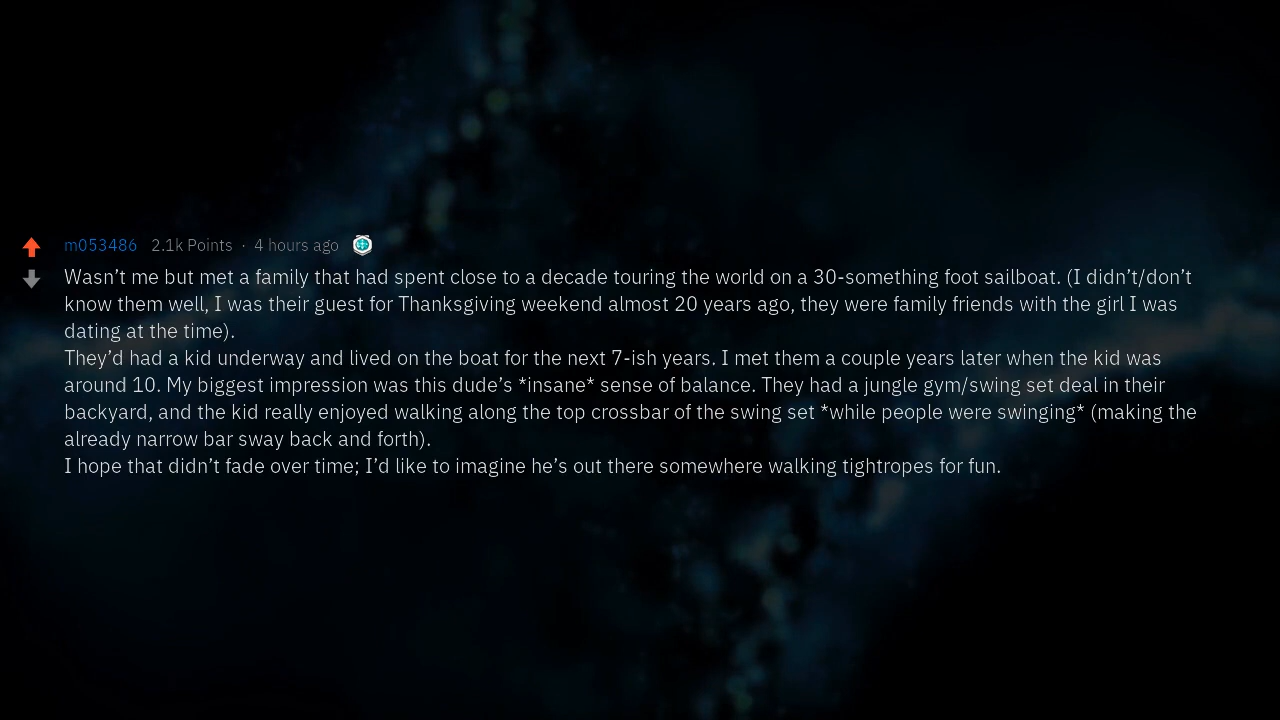 m053486 2.1k Points · 4 hours ago
Wasn’t me but met a family that had spent close to a decade touring the world on a 30-something foot sailboat. (I didn’t/don’t
know them well, I was their guest for Thanksgiving weekend almost 20 years ago, they were family friends with the girl I was
dating at the time).
They’d had a kid underway and lived on the boat for the next 7-ish years. I met them a couple years later when the kid was
around 10. My biggest impression was this dude’s *insane* sense of balance. They had a jungle gym/swing set deal in their
backyard, and the kid really enjoyed walking along the top crossbar of the swing set *while people were swinging* (making the
already narrow bar sway back and forth).
I hope that didn’t fade over time; I’d like to imagine he’s out there somewhere walking tightropes for fun.